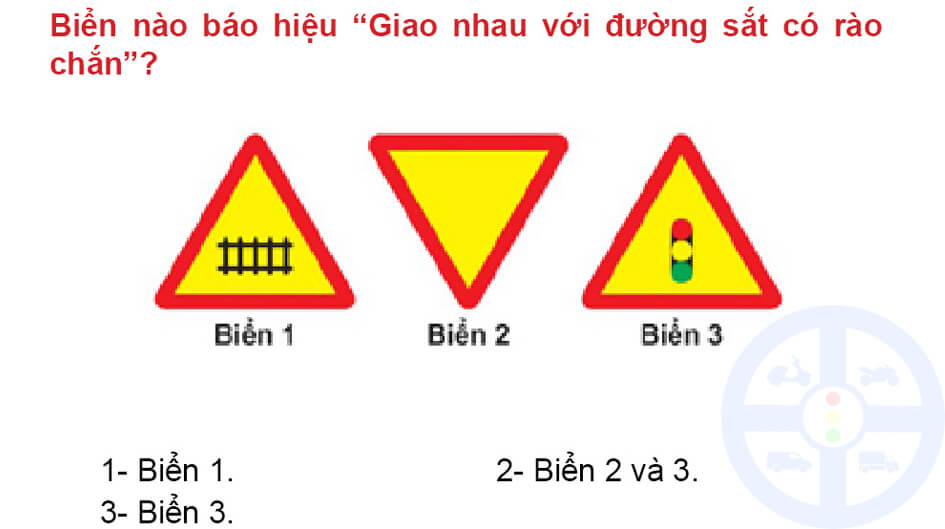 Biển nào báo hiệu “Giao nhau với đường sắt có rào
chắn”?
Biển 1
Biển 2
Biển 3
1- Biển 1.
2- Biển 2 và 3.
3- Biển 3.